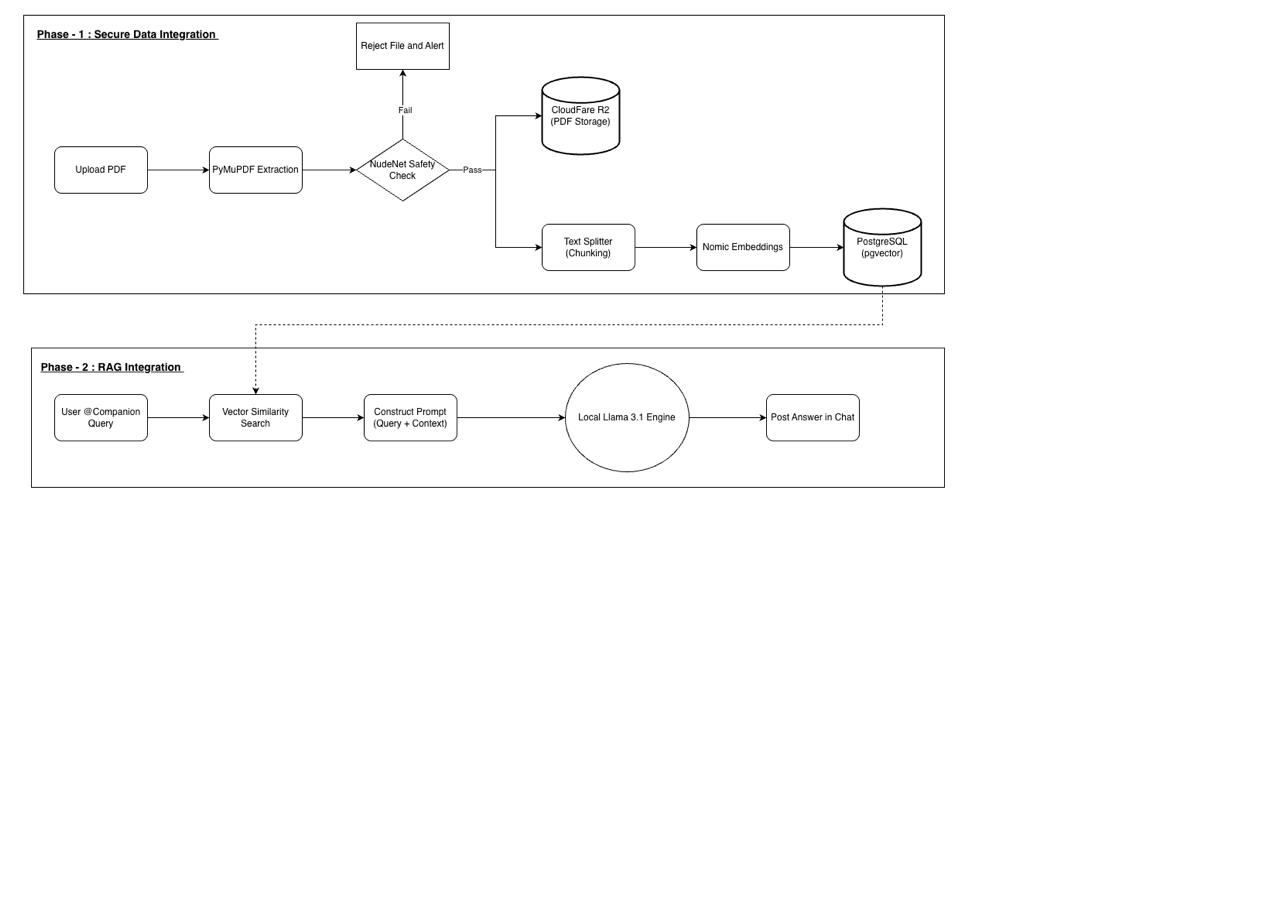 Phase - 1 : Secure Data Integration
Reject File and Alert
Fail
CloudFare R2
(PDF Storage)
Upload PDF
PyMuPDF Extraction
NudeNet Safety
Check
Pass
Text Splitter
(Chunking)
Nomic Embeddings
PostgreSQL
(pgvector)
Phase - 2 : RAG Integration
User @Companion
Query
Vector Similarity
Search
Construct Prompt
(Query + Context)
Local Llama 3.1 Engine
Post Answer in Chat